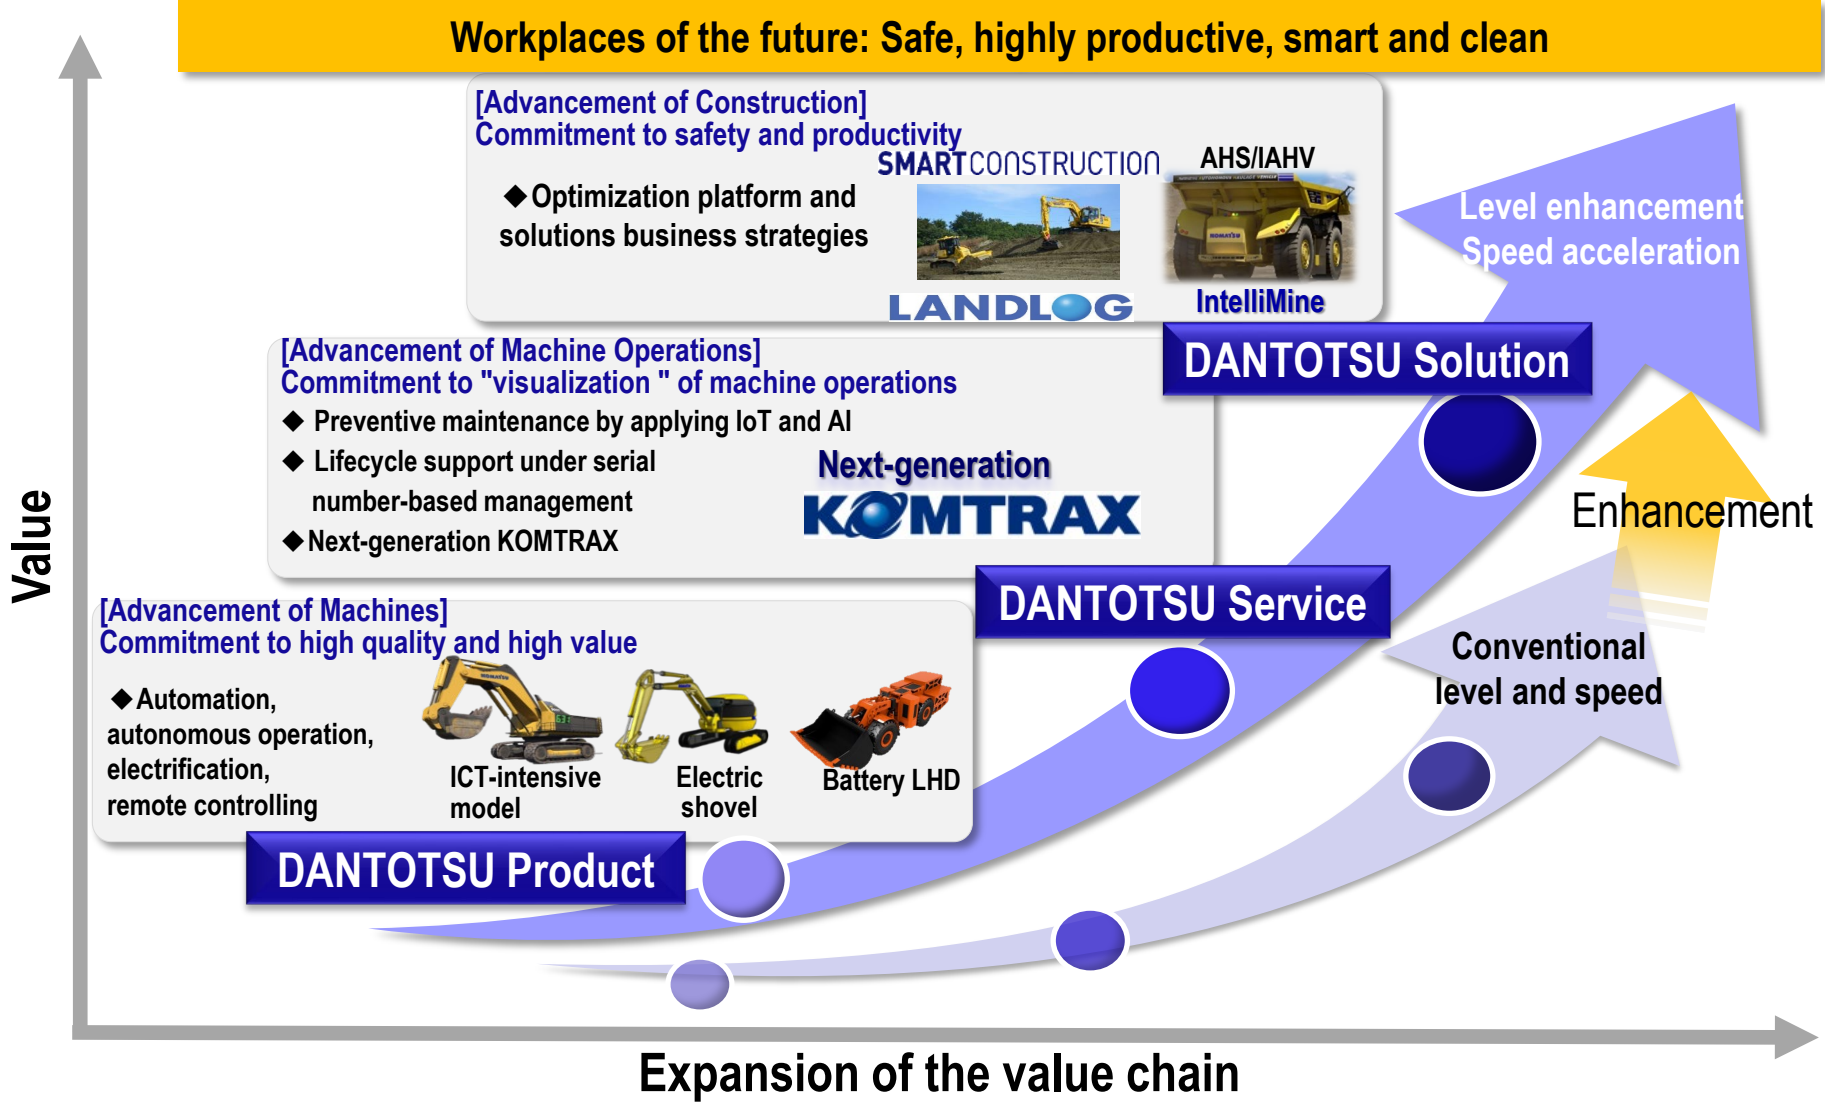 Workplaces of the future: Safe, highly productive, smart and clean
[Advancement of Construction]
Commitment to safety and productivity
◆Optimization platform and
solutions business strategies
SMARTCONSTRUCTION
LANDLOG
AHS/IAHV
KOMATSU
IntelliMine
Level enhancement
Speed acceleration
DANTOTSU Solution
[Advancement of Machine Operations]
Commitment to "visualization " of machine operations
◆ Preventive maintenance by applying IoT and AI
◆ Lifecycle support under serial
number-based management
◆Next-generation KOMTRAX
Next-generation
KOMTRAX
DANTOTSU Service
Enhancement
Conventional
level and speed
[Advancement of Machines]
Commitment to high quality and high value
◆Automation,
autonomous operation,
electrification,
remote controlling
KOMATSU
ICT-intensive
model
Electric
shovel
Battery LHD
DANTOTSU Product
Value
Expansion of the value chain